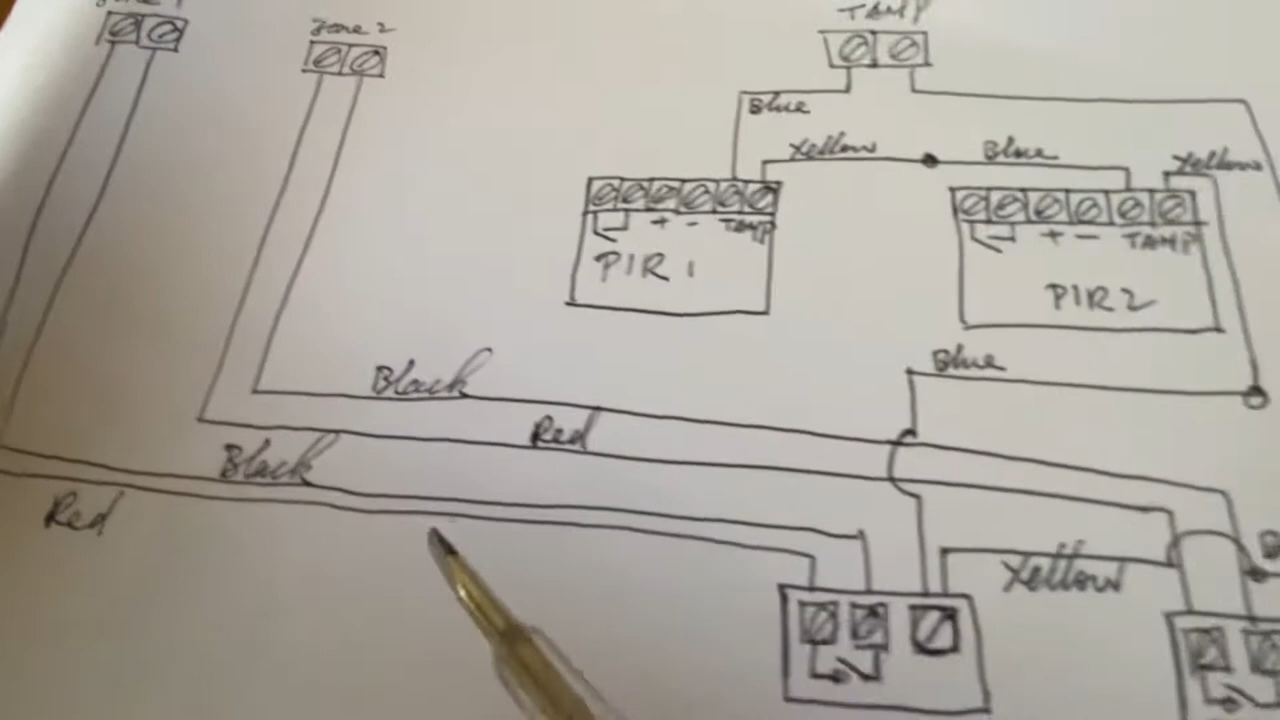 Zone 2
TAMP
Blue
Yellow
Blue
Yellow
+ - TAMP
PIR 1
+ - TAMP
PIR 2
Blue
Black
Red
Black
Red
Yellow